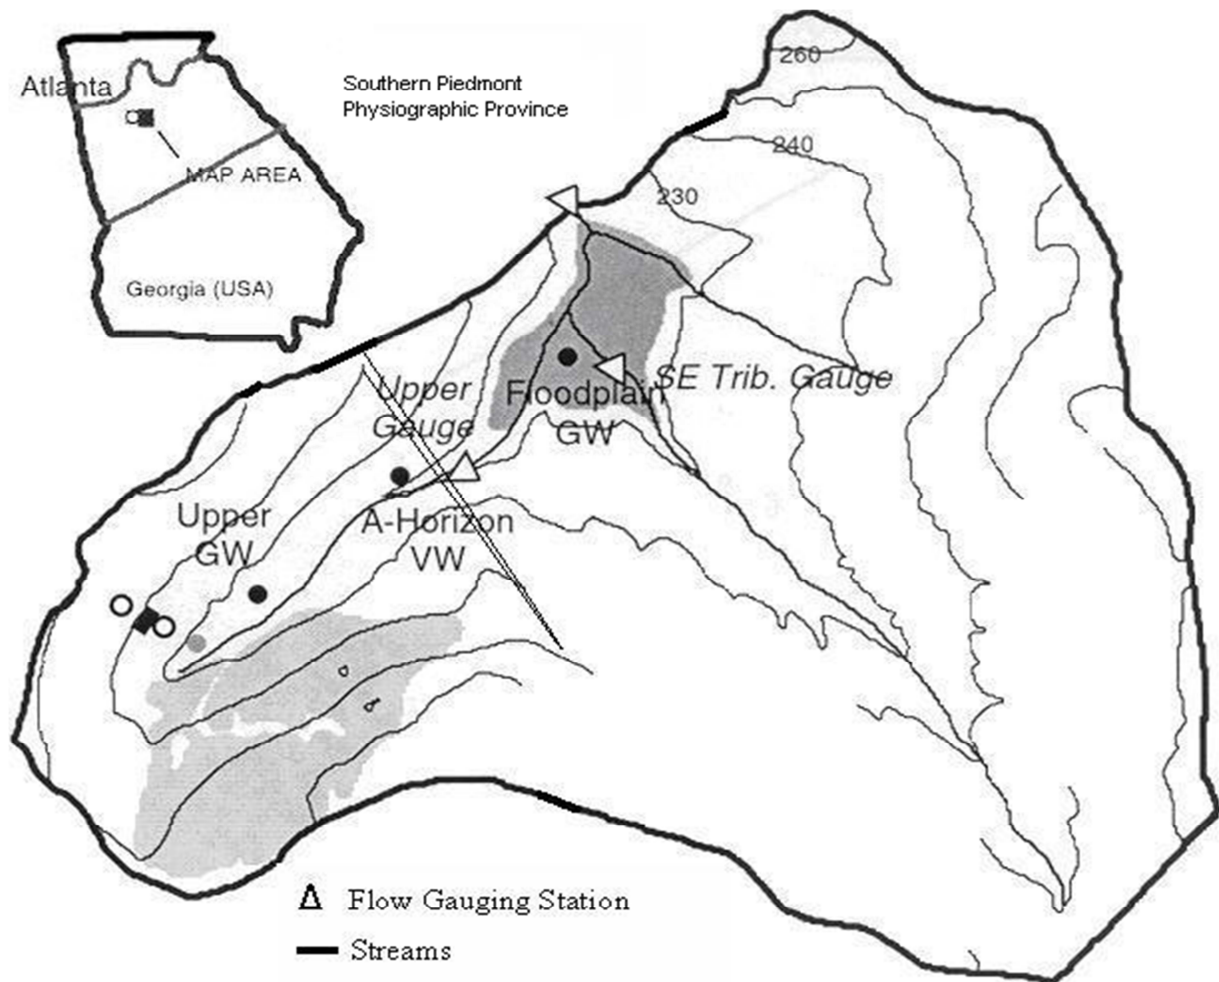 Atlanta
MAP AREA
Georgia (USA)
Southern Piedmont
Physiographic Province
260
240
230
Upper
Gauge
SE Trib. Gauge
Floodplain
GW
Upper
GW
A-Horizon
VW
Flow Gauging Station
Streams